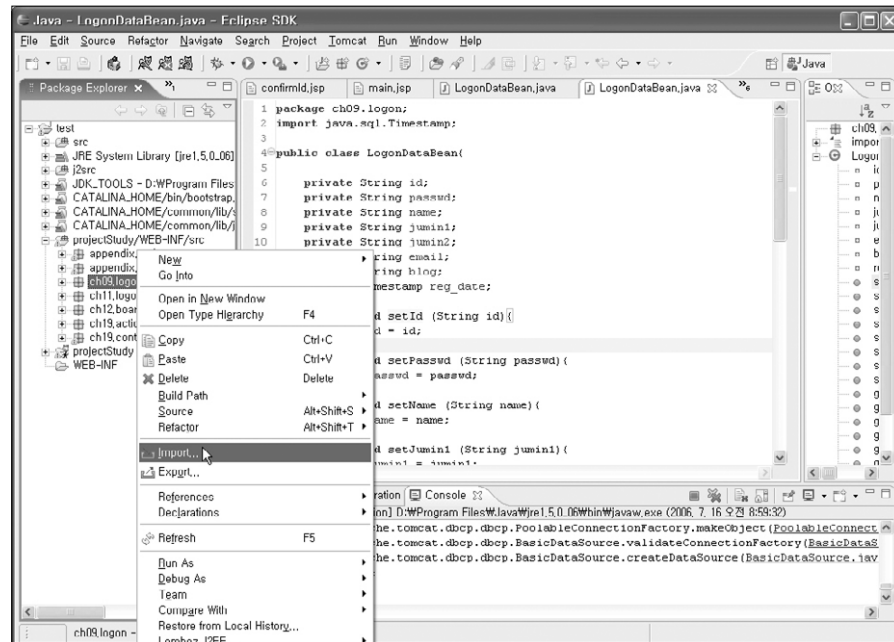 Java - LogonDataBean.java - Eclipse SDK
File Edit Source Refactor Navigate Search Project Tomcat Run Window Help
Java
Package Explorer
confirmId.jsp
main.jsp
LogonDataBean.java
LogonDataBean.java
test
src
JRE System Library [jre1.5.0_06]
j2src
JDK_TOOLS - D:₩Program Files
CATALINA_HOME/bin/bootstrap.
CATALINA_HOME/common/lib/s
CATALINA_HOME/common/lib/j
projectStudy/WEB-INF/src
appendix.
appendix.
ch09.logon
ch11.logo
ch12.boar
ch19.actio
ch19.cont
projectStudy
WEB-INF
New
Go Into
Open in New Window
Open Type Hierarchy F4
Copy Ctrl+C
Paste Ctrl+V
Delete Delete
Build Path
Source Alt+Shift+S
Refactor Alt+Shift+T
Import...
Export...
References
Declarations
Refresh F5
Run As
Debug As
Team
Compare With
Restore from Local History...
Lomboz J2EE
1 package ch09.logon;
2 import java.sql.Timestamp;
3
4 public class LogonDataBean{
5
6 private String id;
7 private String passwd;
8 private String name;
9 private String jumin1;
10 private String jumin2;
ring email;
ring blog;
mestamp reg_date;
d setId (String id){
d = id;
d setPasswd (String passwd){
asswd = passwd;
d setName (String name){
ame = name;
d setJumin1 (String jumin1){
umin1 = jumin1;
ch09.
impor
Logon
ration
Console
ion] D:₩Program Files₩Java₩jre1.5.0_06₩bin₩javaw.exe (2006. 7. 16 오전 8:59:32)
he.tomcat.dbcp.dbcp.PoolableConnectionFactory.makeObject(PoolableConnect
he.tomcat.dbcp.dbcp.BasicDataSource.validateConnectionFactory(BasicDataS
he.tomcat.dbcp.dbcp.BasicDataSource.createDataSource(BasicDataSource.jav
ch09.logon -